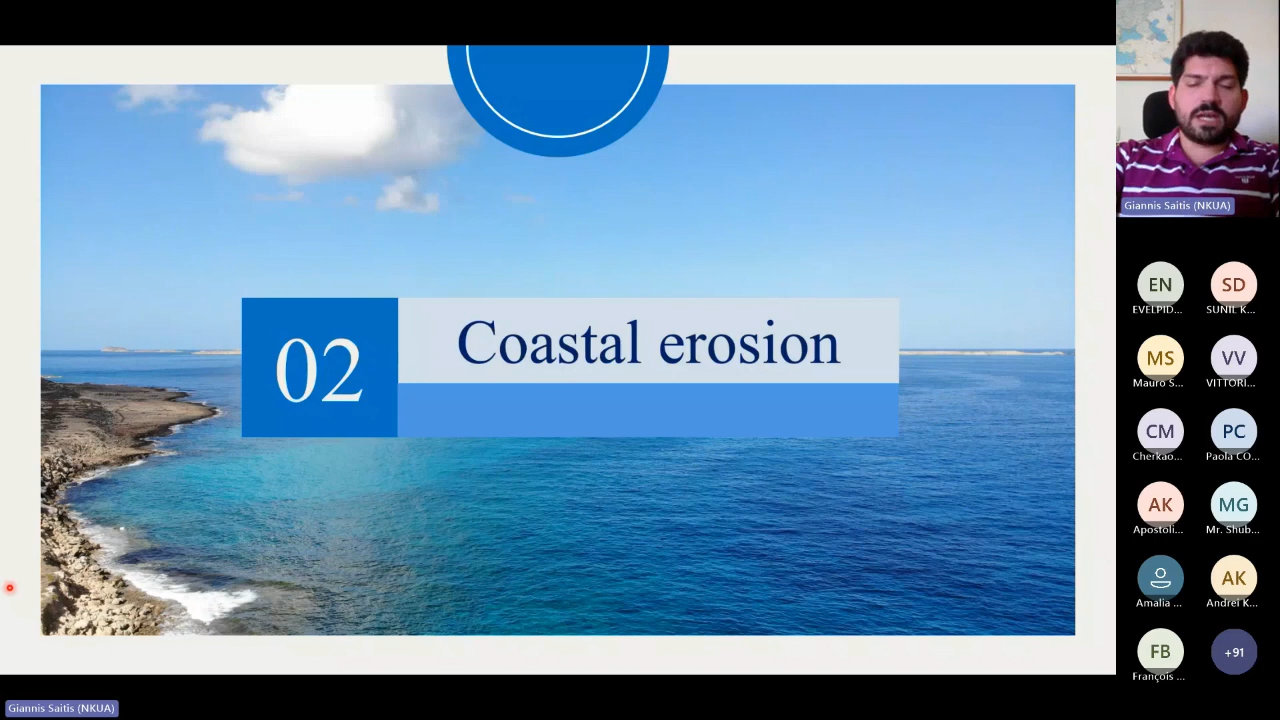 02
Coastal erosion
Giannis Saitis (NKUA)
EN
EVELPID...
SD
SUNIL K...
MS
Mauro S...
VV
VITTORI...
CM
Cherkao...
PC
Paola CO...
AK
Apostoli...
MG
Mr. Shub...
Amalia ...
AK
Andrei K...
FB
François ...
+91
Giannis Saitis (NKUA)